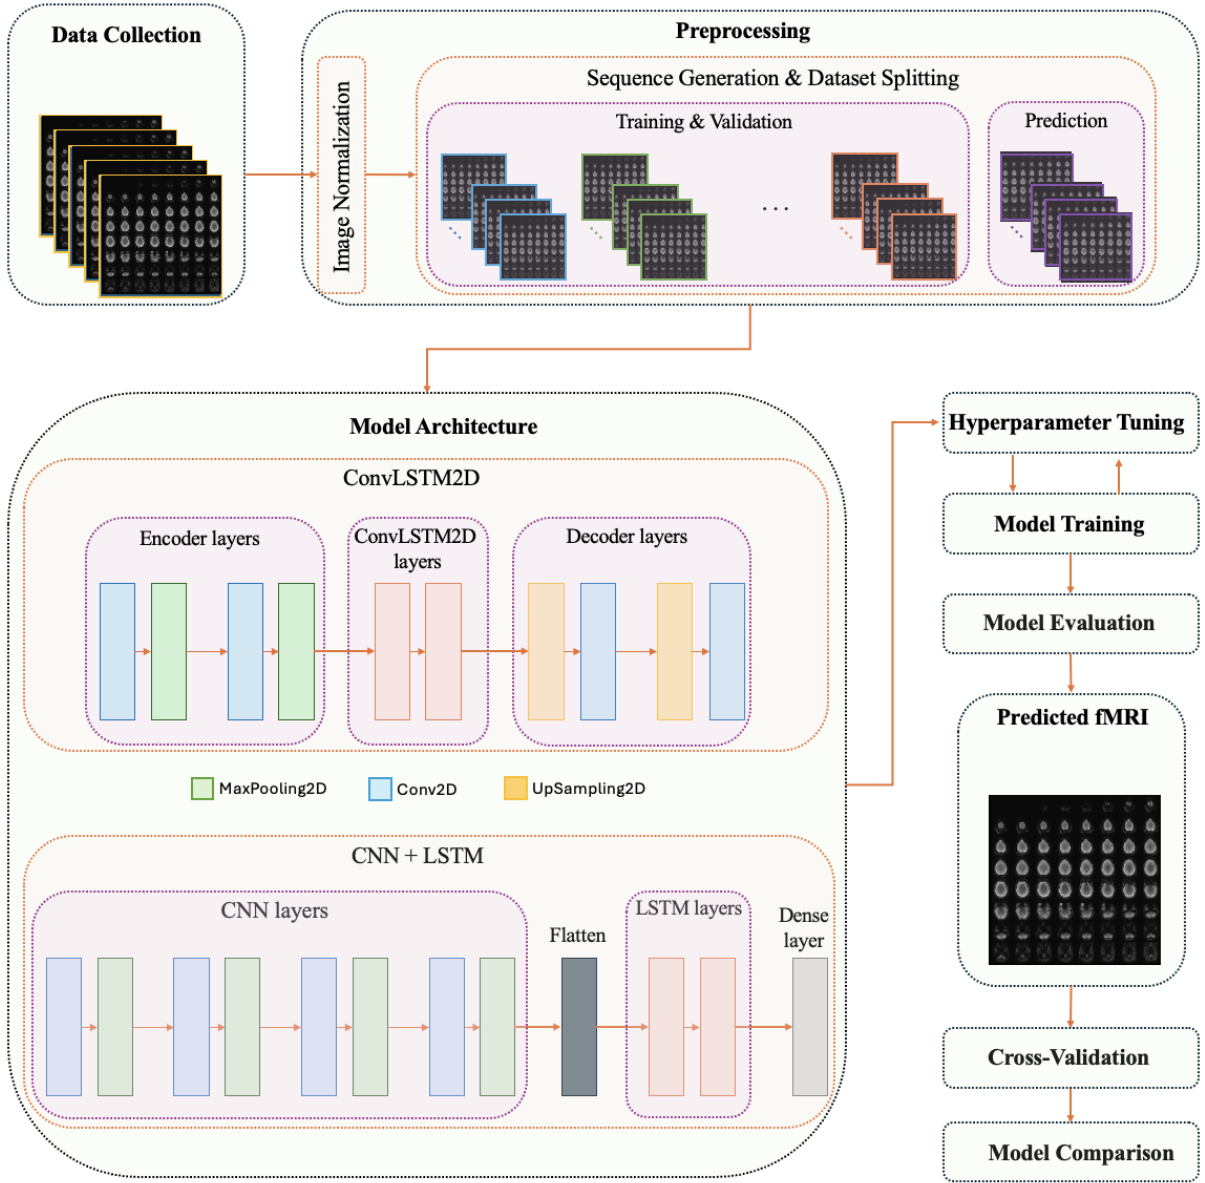 Data Collection
Preprocessing
Image Normalization
Sequence Generation & Dataset Splitting
Training & Validation
...
Prediction
Model Architecture
ConvLSTM2D
Encoder layers
ConvLSTM2D
layers
Decoder layers
MaxPooling2D
Conv2D
UpSampling2D
CNN + LSTM
CNN layers
Flatten
LSTM layers
Dense
layer
Hyperparameter Tuning
Model Training
Model Evaluation
Predicted fMRI
Cross-Validation
Model Comparison